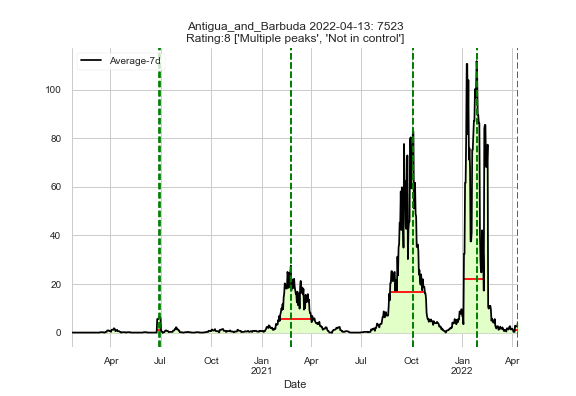 Antigua_and_Barbuda 2022-04-13: 7523
Rating:8 ['Multiple peaks', 'Not in control']
Average-7d
100
80
60
40
20
0
Apr Jul Oct Jan Apr Jul Oct Jan Apr
2021 2022
Date